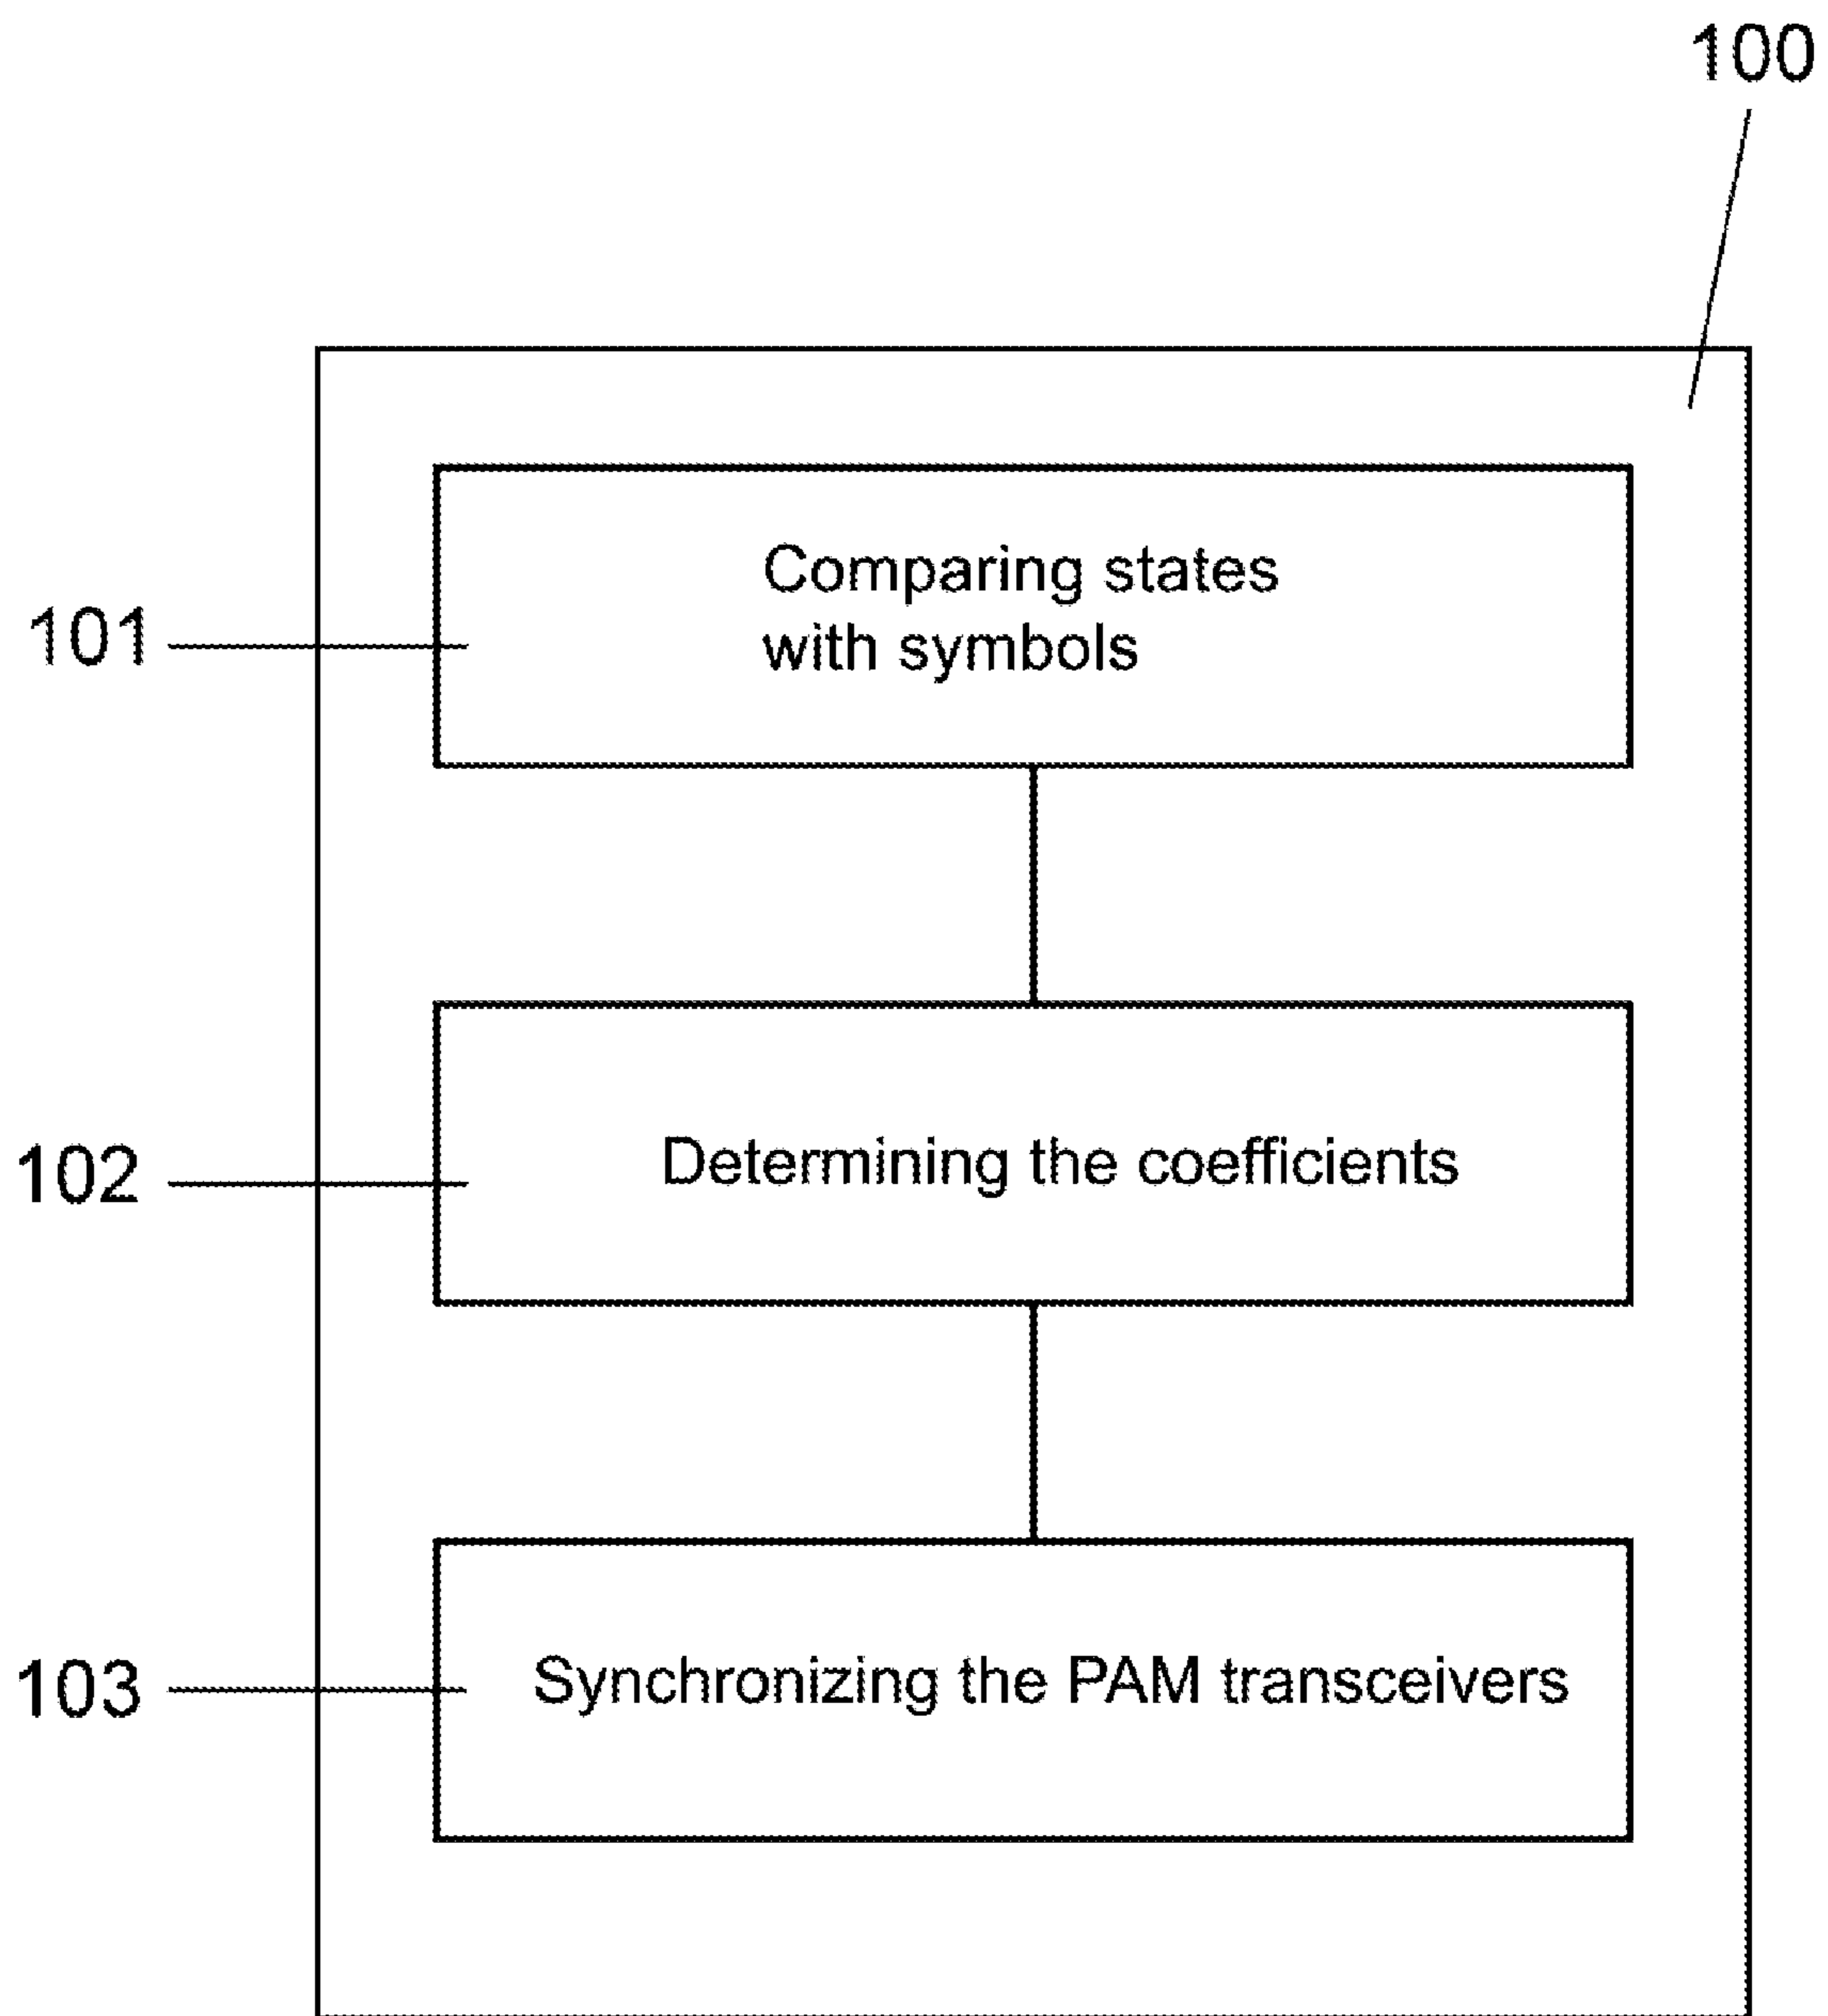 100
Comparing states
with symbols
101
Determining the coefficients
102
Synchronizing the PAM transceivers
103